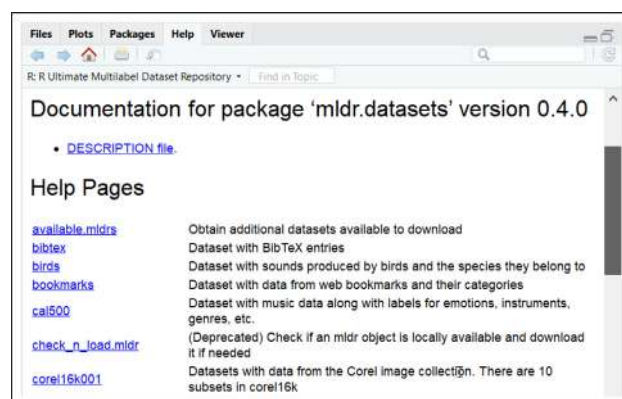 Files Plots Packages Help Viewer
R: R Ultimate Multilabel Dataset Repository Find in Topic
Documentation for package ‘mldr.datasets’ version 0.4.0
• DESCRIPTION file.
Help Pages
available.mldrs Obtain additional datasets available to download
bibtex Dataset with BibTeX entries
birds Dataset with sounds produced by birds and the species they belong to
bookmarks Dataset with data from web bookmarks and their categories
cal500 Dataset with music data along with labels for emotions, instruments,
genres, etc.
check_n_load.mldr (Deprecated) Check if an mldr object is locally available and download
it if needed
corel16k001 Datasets with data from the Corel image collection. There are 10
subsets in corel16k